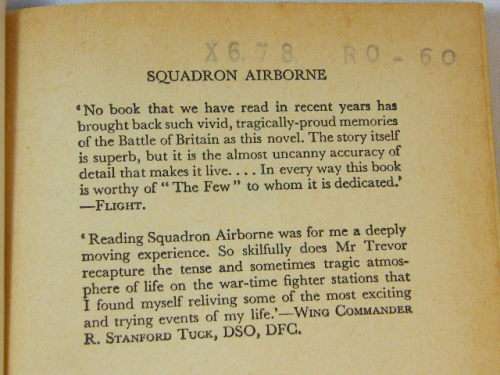 X6.78 RO-60
SQUADRON AIRBORNE
‘No book that we have read in recent years has
brought back such vivid, tragically-proud memories
of the Battle of Britain as this novel. The story itself
is superb, but it is the almost uncanny accuracy of
detail that makes it live. . . . In every way this book
is worthy of “ The Few ” to whom it is dedicated.’
—FLIGHT.
‘Reading Squadron Airborne was for me a deeply
moving experience. So skilfully does Mr Trevor
recapture the tense and sometimes tragic atmos-
phere of life on the war-time fighter stations that
I found myself reliving some of the most exciting
and trying events of my life.’—WING COMMANDER
R. STANFORD TUCK, DSO, DFC.